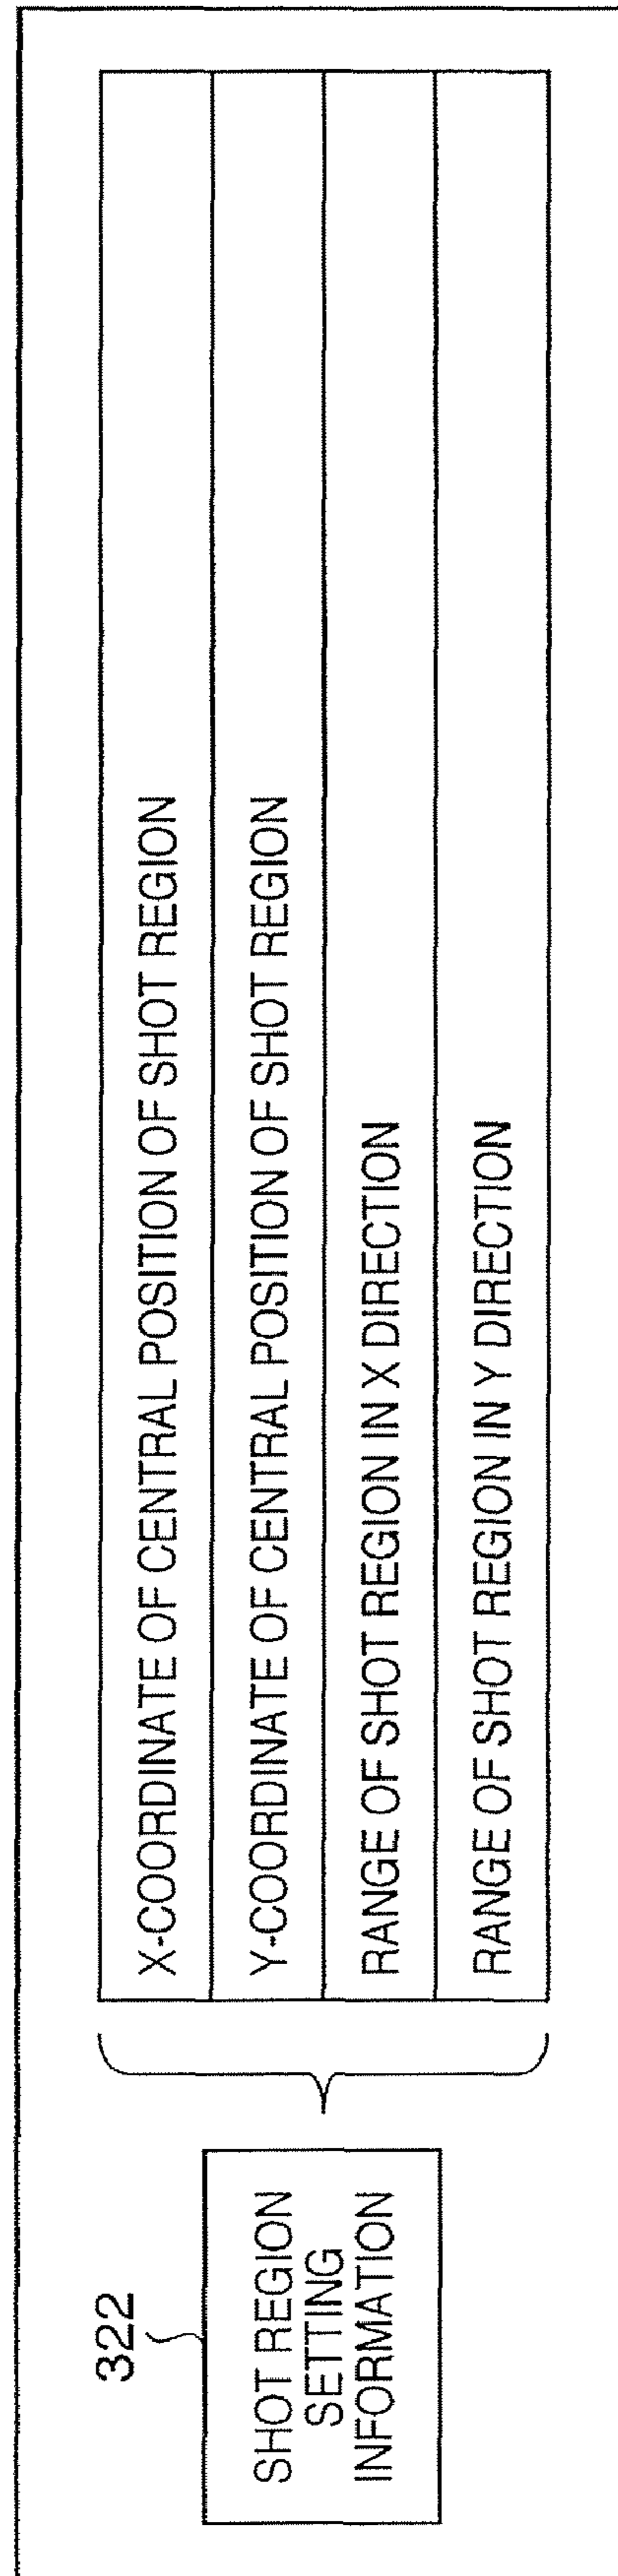 322
SHOT REGION
SETTING
INFORMATION
X-COORDINATE OF CENTRAL POSITION OF SHOT REGION
Y-COORDINATE OF CENTRAL POSITION OF SHOT REGION
RANGE OF SHOT REGION IN X DIRECTION
RANGE OF SHOT REGION IN Y DIRECTION